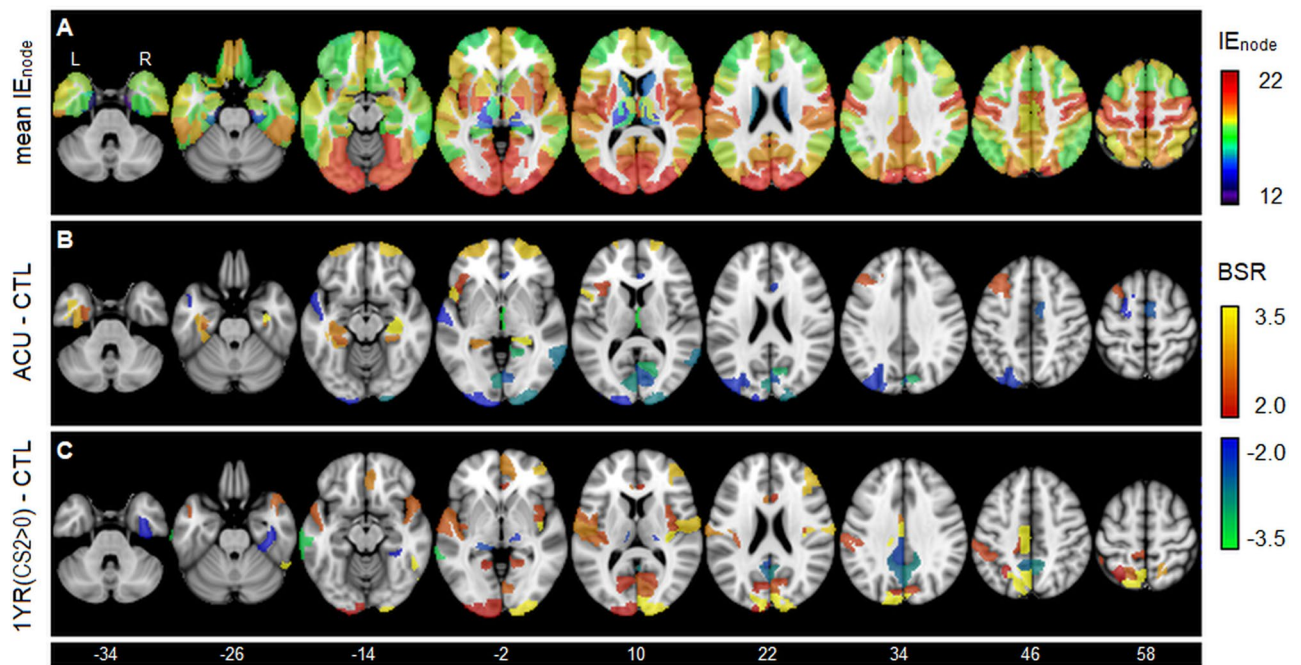 A
L R
mean IEnode
IEnode
22
12
B
ACU - CTL
BSR
3.5
2.0
-2.0
-3.5
C
1YR(CS2>0) - CTL
-34 -26 -14 -2 10 22 34 46 58